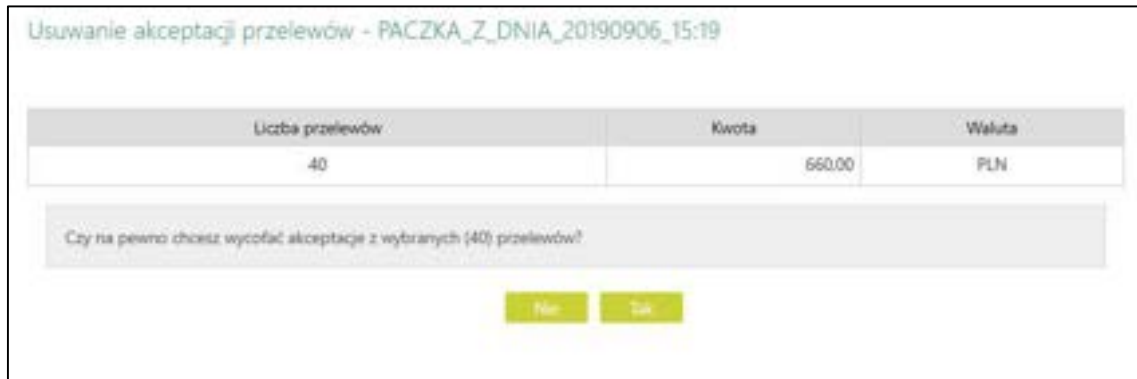 Usuwanie akceptacji przelewów - PACZKA_Z_DNIA_20190906_15:19
Liczba przelewów Kwota Waluta
40 660.00 PLN
Czy na pewno chcesz wycofać akceptacje z wybranych (40) przelewów?
Nie Tak